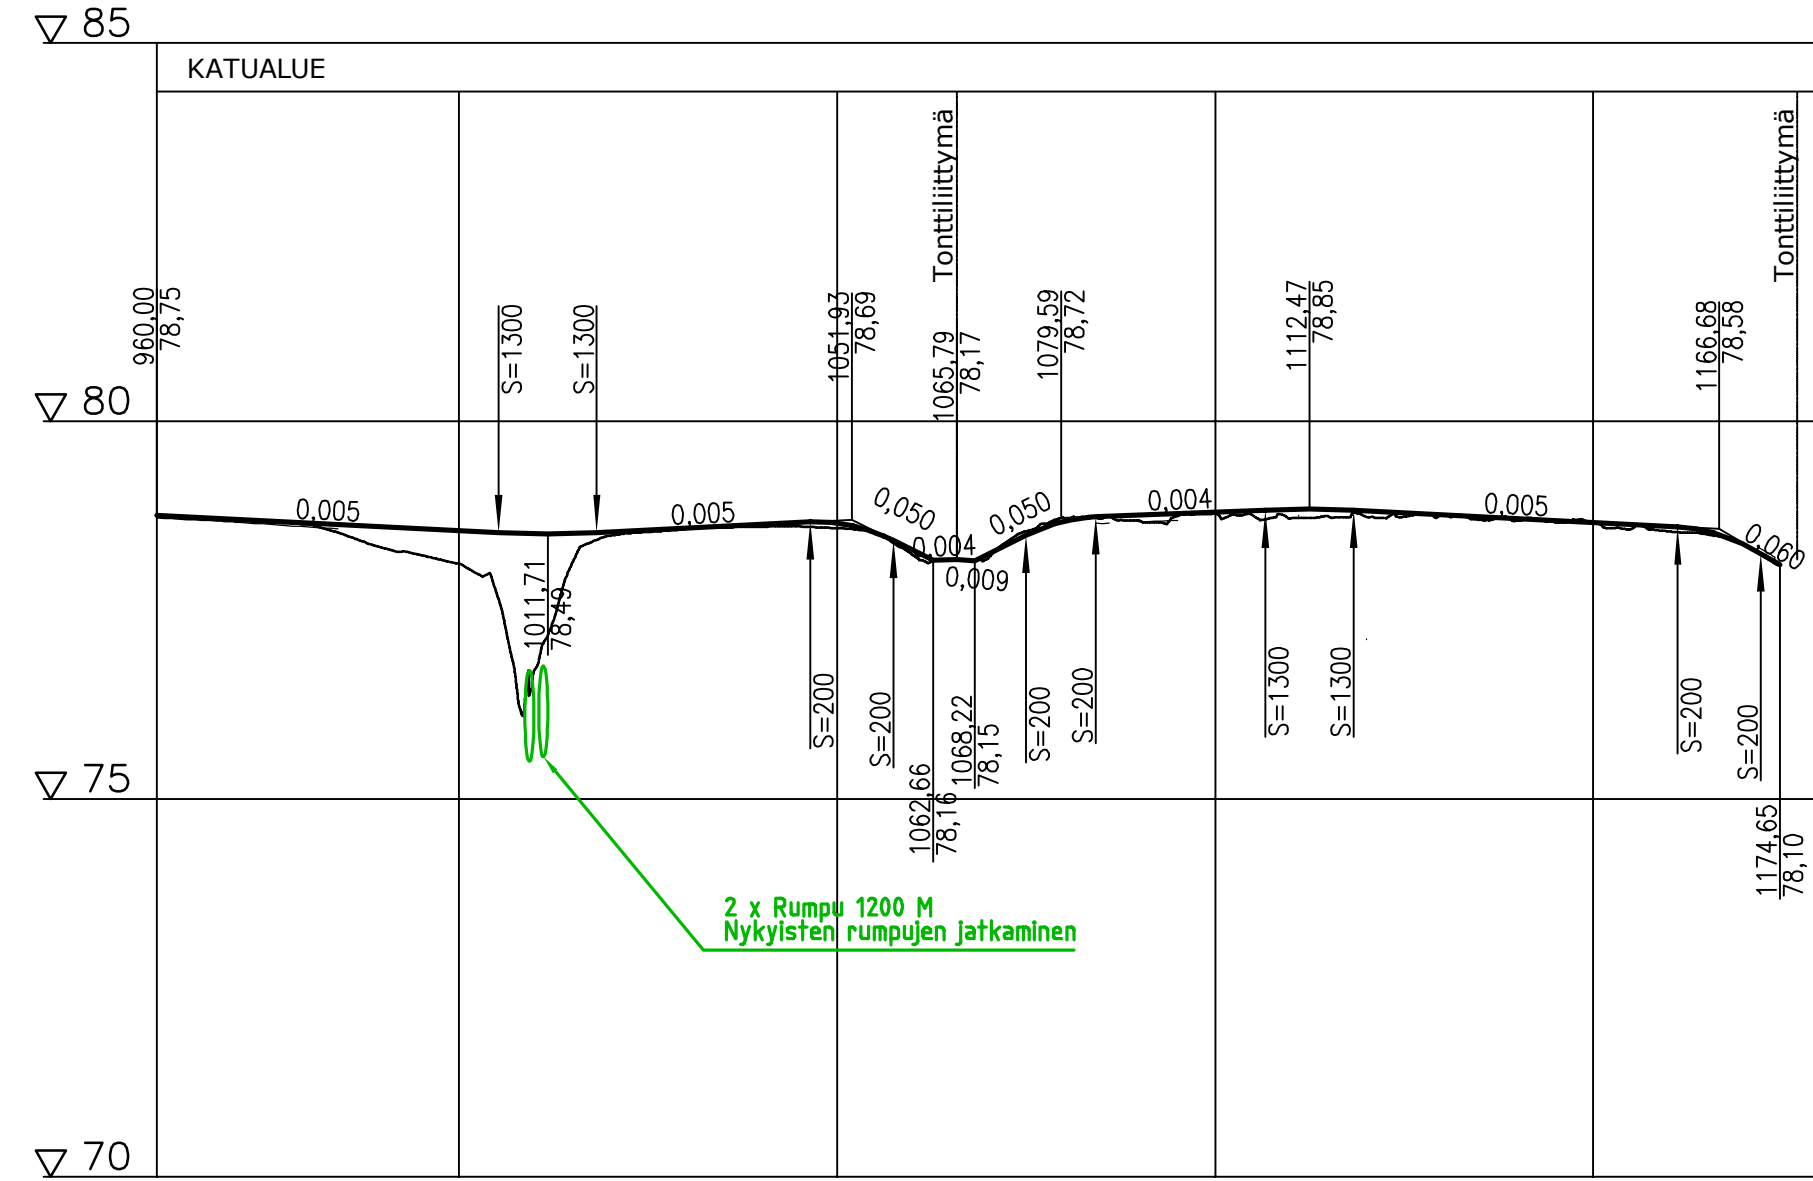 85
KATUALUE
Tonttiliittymä
Tonttiliittymä
960,00
78,75
S=1300
S=1300
1051,93
78,69
1065,79
78,17
1079,59
78,72
1112,47
78,85
1166,68
78,58
80
0,005
0,005
0,050
0,004
0,009
0,050
0,004
0,005
0,060
1011,71
78,49
S=200
S=200
1062,66
78,16
1068,22
78,15
S=200
S=200
S=1300
S=1300
S=200
S=200
75
1174,65
78,10
2 x Rumpu 1200 M
Nykyisten rumpujen jatkaminen
70